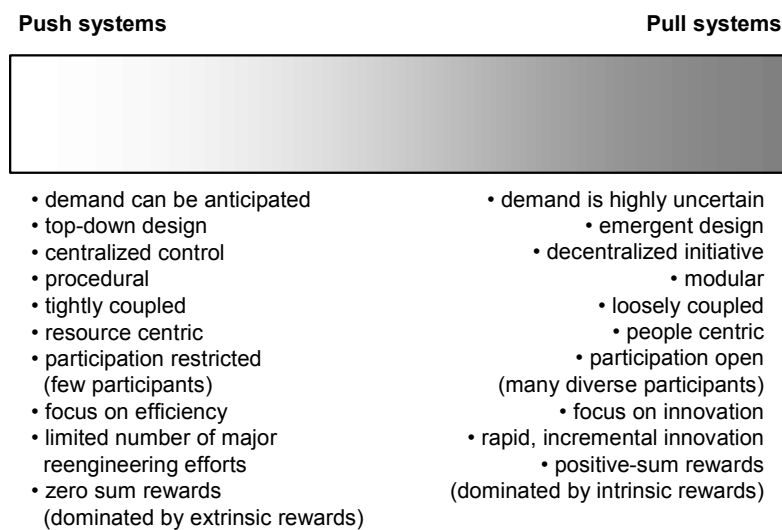 Push systems
Pull systems
• demand can be anticipated
• top-down design
• centralized control
• procedural
• tightly coupled
• resource centric
• participation restricted
(few participants)
• focus on efficiency
• limited number of major
reengineering efforts
• zero sum rewards
(dominated by extrinsic rewards)
• demand is highly uncertain
• emergent design
• decentralized initiative
• modular
• loosely coupled
• people centric
• participation open
(many diverse participants)
• focus on innovation
• rapid, incremental innovation
• positive-sum rewards
(dominated by intrinsic rewards)